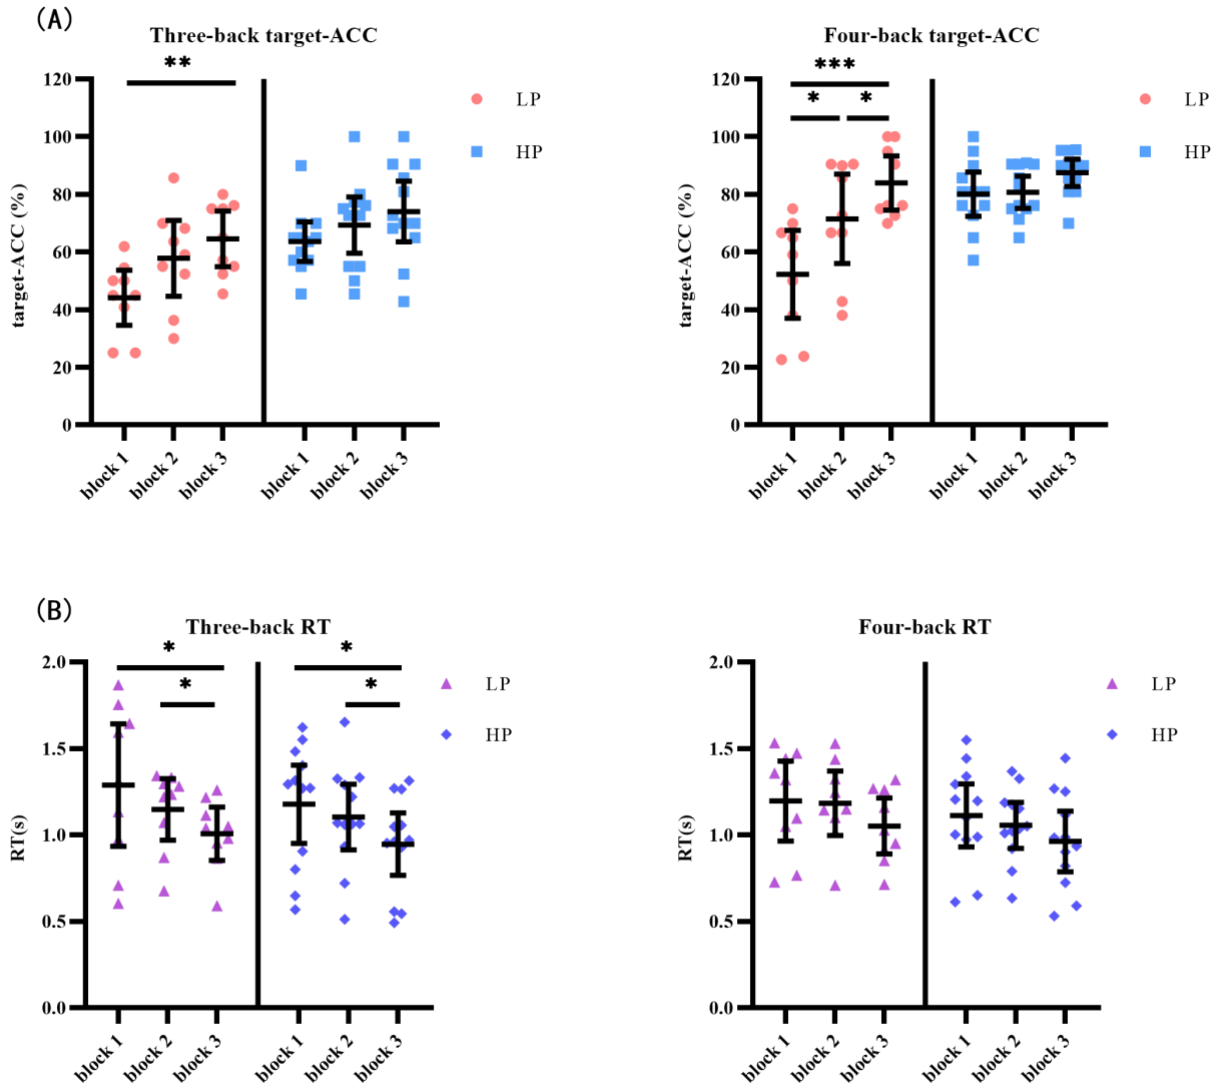 (A)
Three-back target-ACC
**
target-ACC (%)
120
100
80
60
40
20
0
block 1
block 2
block 3
block 1
block 2
block 3
LP
HP
Four-back target-ACC
***
*
*
target-ACC (%)
120
100
80
60
40
20
0
block 1
block 2
block 3
block 1
block 2
block 3
LP
HP
(B)
Three-back RT
*
*
*
*
RT(s)
2.0
1.5
1.0
0.5
0.0
block 1
block 2
block 3
block 1
block 2
block 3
LP
HP
Four-back RT
RT(s)
2.0
1.5
1.0
0.5
0.0
block 1
block 2
block 3
block 1
block 2
block 3
LP
HP